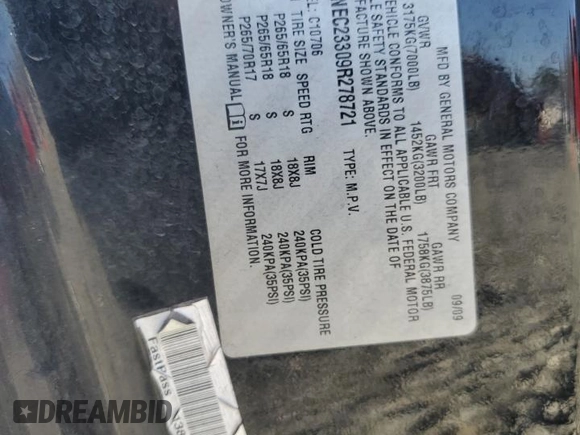 MFD BY GENERAL MOTORS COMPANY 09/09
GVWR GAWR FRT GAWR RR
3175KG(7000LB) 1452KG(3200LB) 1758KG(3875LB)
VEHICLE CONFORMS TO ALL APPLICABLE U.S. FEDERAL MOTOR
LE SAFETY STANDARDS IN EFFECT ON THE DATE OF
FACTURE SHOWN ABOVE.
NEC23309R278721 TYPE: M.P.V.
EL- C10706
T TIRE SIZE SPEED RTG RIM COLD TIRE PRESSURE
P265/65R18 S 18X8J 240KPA(35PSI)
P265/65R18 S 18X8J 240KPA(35PSI)
P265/70R17 S 17X7J 240KPA(35PSI)
OWNER'S MANUAL i FOR MORE INFORMATION.
FastPass
DREAMBID